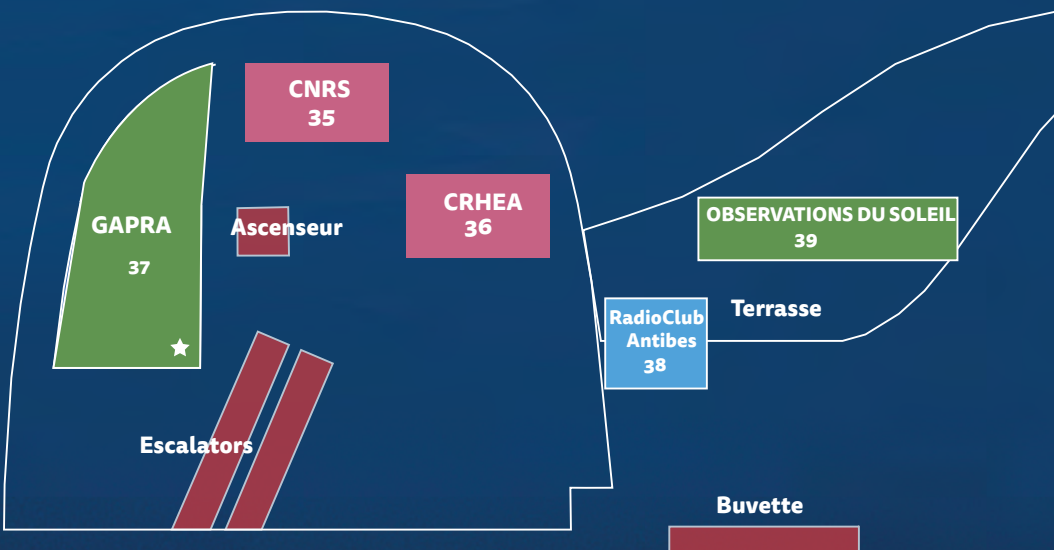 CNRS
35
CRHEA
36
GAPRA
37
Ascenseur
OBSERVATIONS DU SOLEIL
39
RadioClub
Antibes
38
Terrasse
Escalators
Buvette